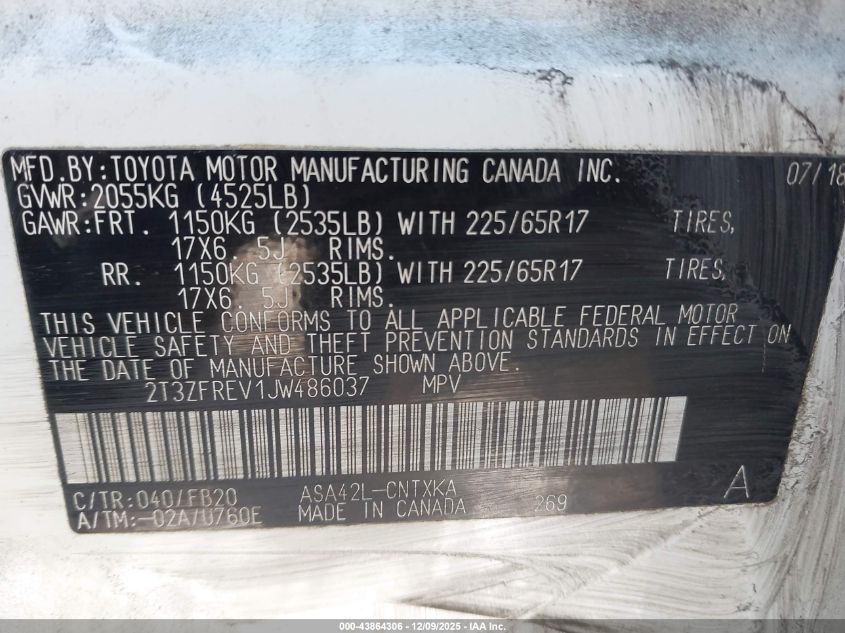 MFD.BY:TOYOTA MOTOR MANUFACTURING CANADA INC. 07/18
GVWR:2055KG (4525LB)
GAWR:FRT. 1150KG (2535LB) WITH 225/65R17 TIRES,
17X6.5J RIMS.
RR. 1150KG (2535LB) WITH 225/65R17 TIRES,
17X6.5J RIMS.
THIS VEHICLE CONFORMS TO ALL APPLICABLE FEDERAL MOTOR
VEHICLE SAFETY AND THEFT PREVENTION STANDARDS IN EFFECT ON
THE DATE OF MANUFACTURE SHOWN ABOVE.
2T3ZFREV1JW486037 MPV
C/TR:040/FB20 ASA42L-CNTXKA A
A/TM:-02A/U760E MADE IN CANADA 269
000-43864306 - 12/09/2025 - IAA Inc.